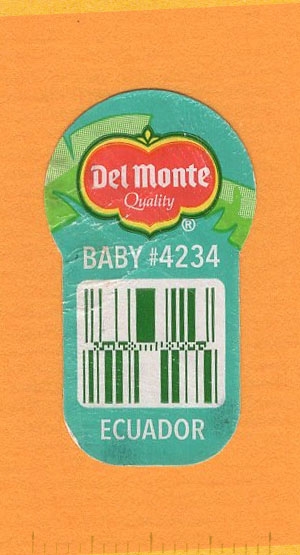 Del Monte
Quality
®
BABY #4234
ECUADOR